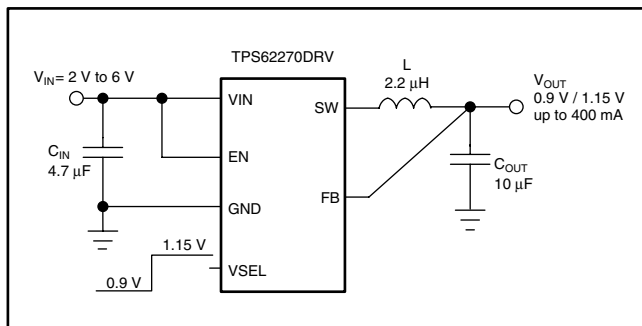 TPS62270DRV
V_IN = 2 V to 6 V
L
2.2 μH
V_OUT
0.9 V / 1.15 V
up to 400 mA
VIN
SW
C_IN
4.7 μF
EN
C_OUT
10 μF
FB
GND
1.15 V
VSEL
0.9 V